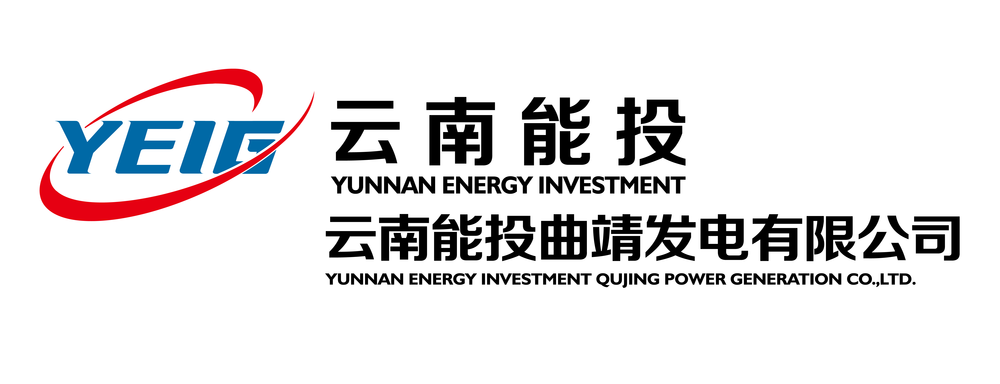 YEIG
云南能投
YUNNAN ENERGY INVESTMENT
云南能投曲靖发电有限公司
YUNNAN ENERGY INVESTMENT QUJING POWER GENERATION CO.,LTD.